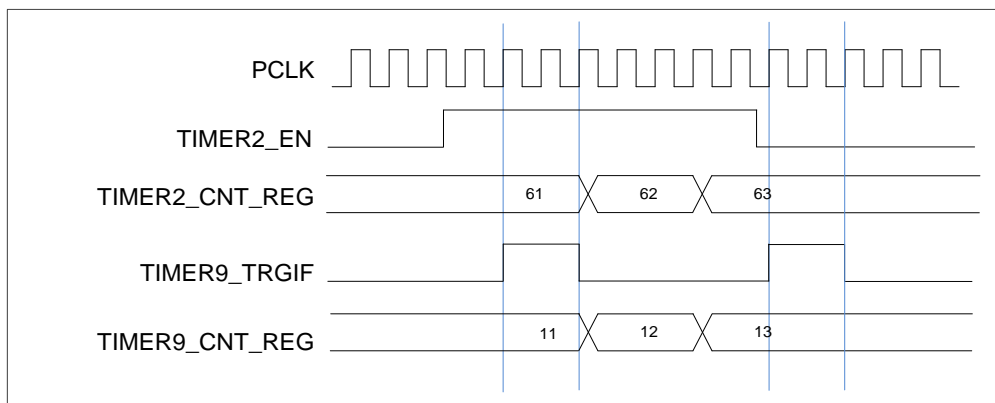 PCLK
TIMER2_EN
TIMER2_CNT_REG 61 62 63
TIMER9_TRGIF
TIMER9_CNT_REG 11 12 13